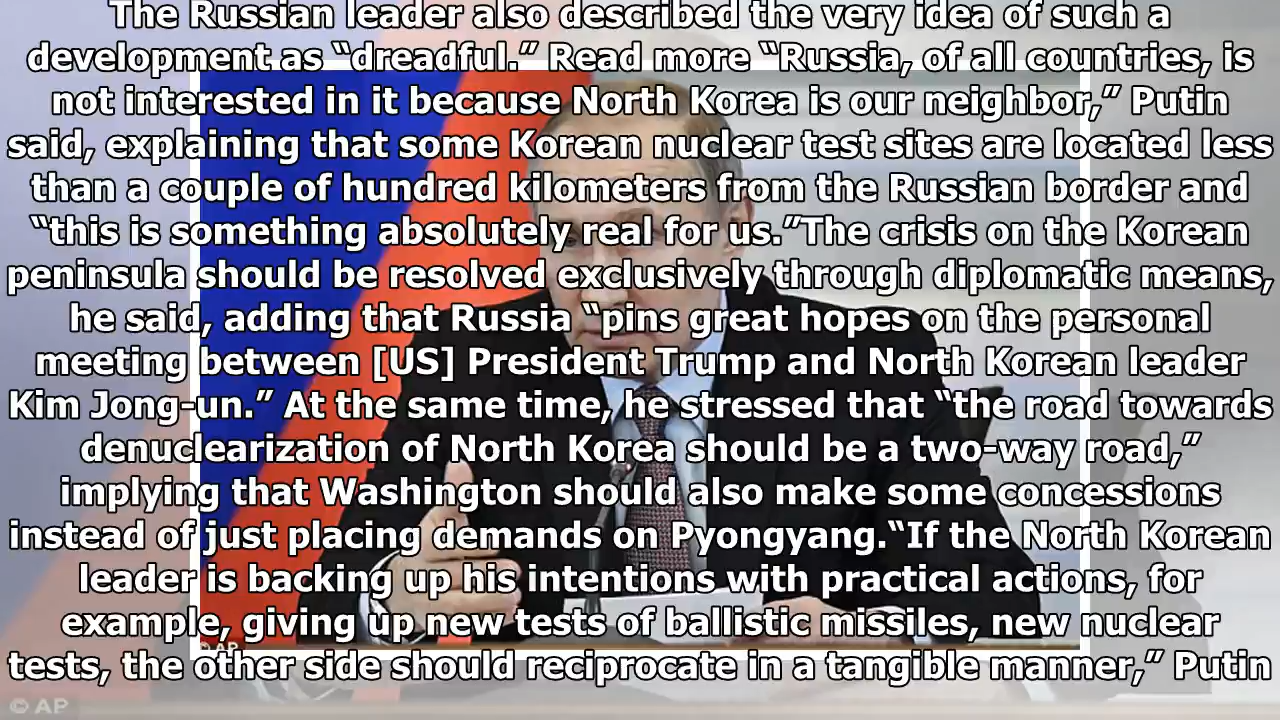 The Russian leader also described the very idea of such a
development as “dreadful.” Read more “Russia, of all countries, is
not interested in it because North Korea is our neighbor,” Putin
said, explaining that some Korean nuclear test sites are located less
than a couple of hundred kilometers from the Russian border and
“this is something absolutely real for us.”The crisis on the Korean
peninsula should be resolved exclusively through diplomatic means,
he said, adding that Russia “pins great hopes on the personal
meeting between [US] President Trump and North Korean leader
Kim Jong-un.” At the same time, he stressed that “the road towards
denuclearization of North Korea should be a two-way road,”
implying that Washington should also make some concessions
instead of just placing demands on Pyongyang.“If the North Korean
leader is backing up his intentions with practical actions, for
example, giving up new tests of ballistic missiles, new nuclear
tests, the other side should reciprocate in a tangible manner,” Putin
© AP
© AP